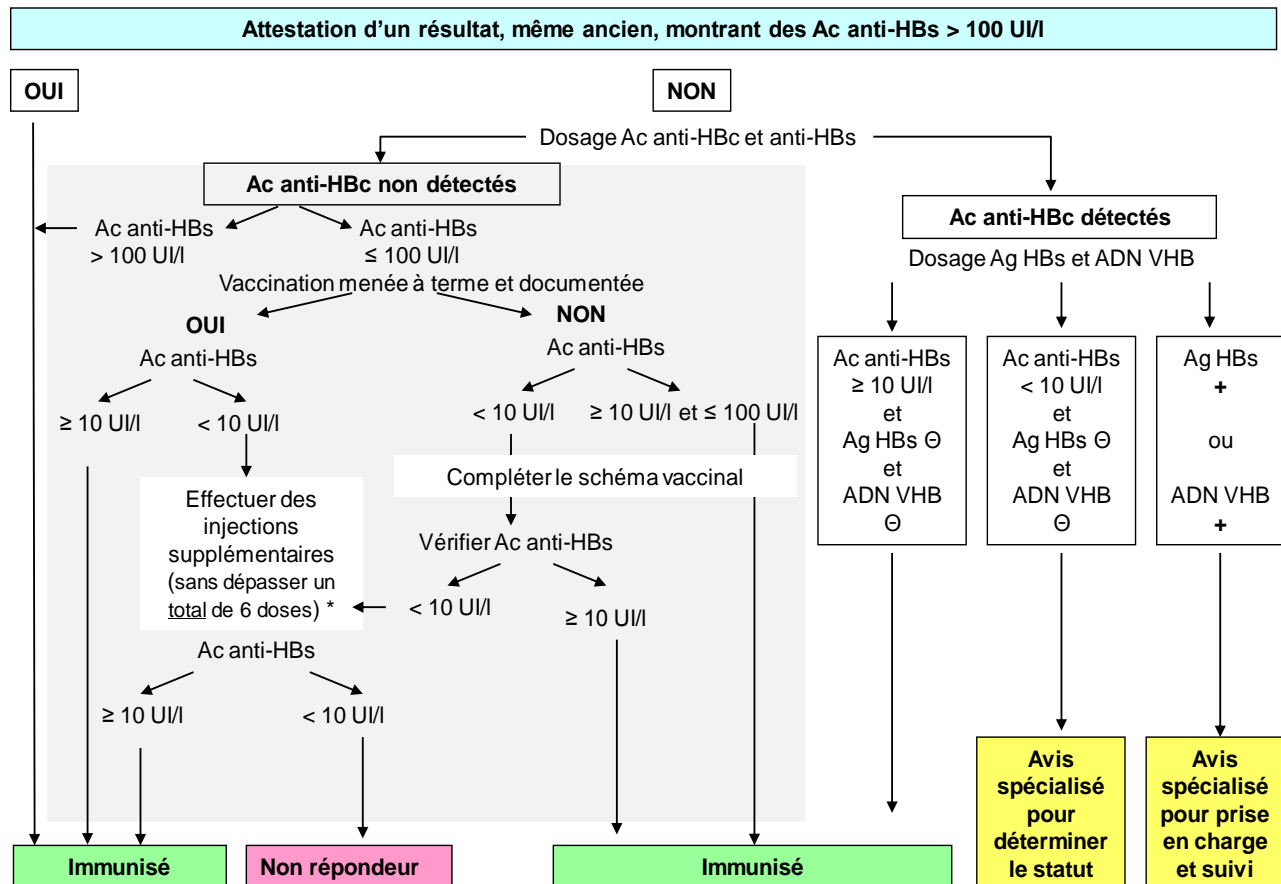 Attestation d'un résultat, même ancien, montrant des Ac anti-HBs > 100 UI/l
OUI
NON
Dosage Ac anti-HBc et anti-HBs
Ac anti-HBc non détectés
Ac anti-HBs
> 100 UI/l
Ac anti-HBs
≤ 100 UI/l
Vaccination menée à terme et documentée
OUI
Ac anti-HBs
≥ 10 UI/l
< 10 UI/l
Effectuer des
injections
supplémentaires
(sans dépasser un
total de 6 doses) *
Ac anti-HBs
≥ 10 UI/l
< 10 UI/l
NON
Ac anti-HBs
< 10 UI/l
≥ 10 UI/l et ≤ 100 UI/l
Compléter le schéma vaccinal
Vérifier Ac anti-HBs
< 10 UI/l
≥ 10 UI/l
Ac anti-HBc détectés
Dosage Ag HBs et ADN VHB
Ac anti-HBs
≥ 10 UI/l
et
Ag HBs Θ
et
ADN VHB
Θ
Ac anti-HBs
< 10 UI/l
et
Ag HBs Θ
et
ADN VHB
Θ
Ag HBs
+
ou
ADN VHB
+
Immunisé
Non répondeur
Immunisé
Avis
spécialisé
pour
déterminer
le statut
Avis
spécialisé
pour prise
en charge
et suivi